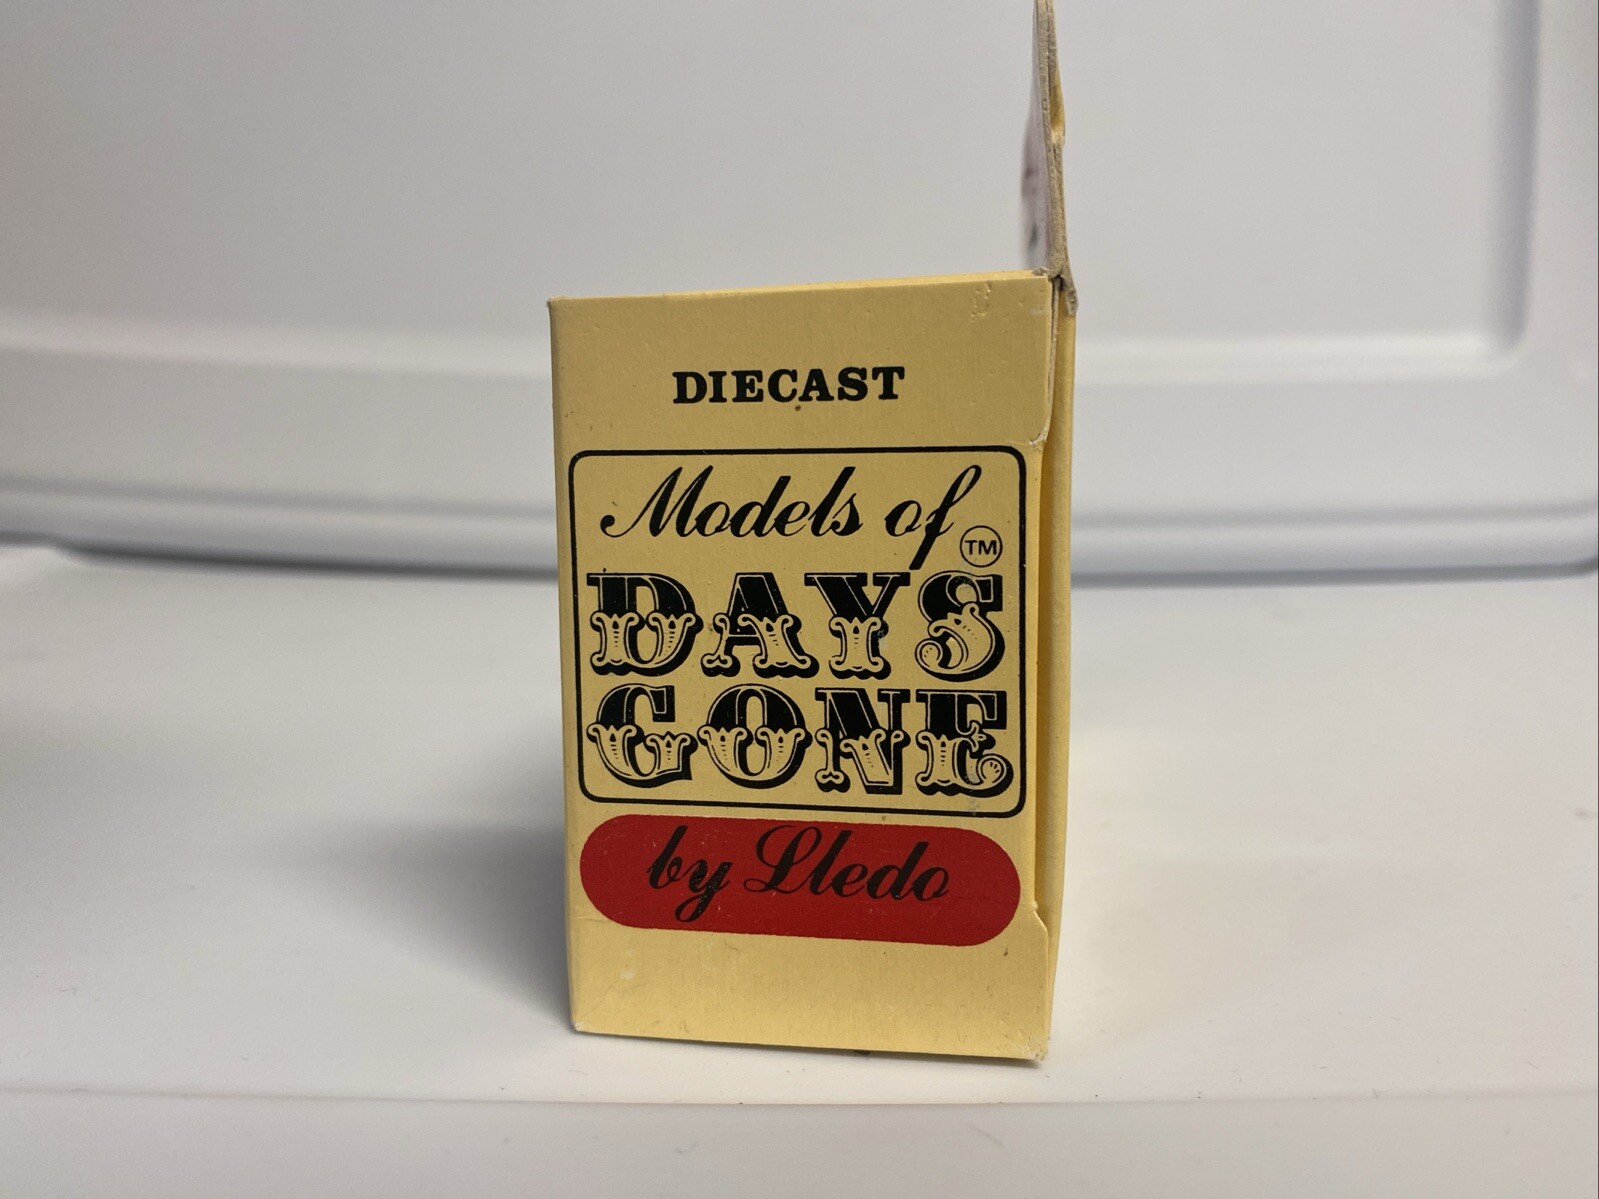 DIECAST
Models of
TM
DAYS
GONE
by Lledo